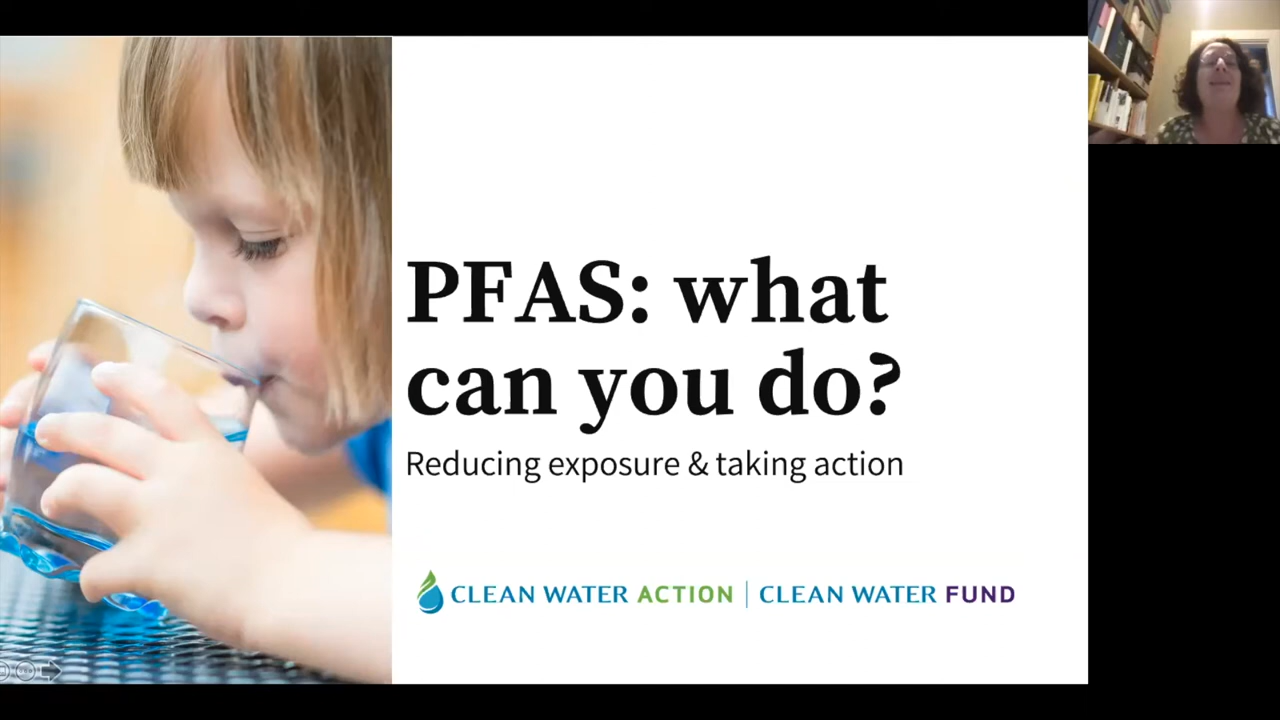 PFAS: what
can you do?
Reducing exposure & taking action
CLEAN WATER ACTION | CLEAN WATER FUND